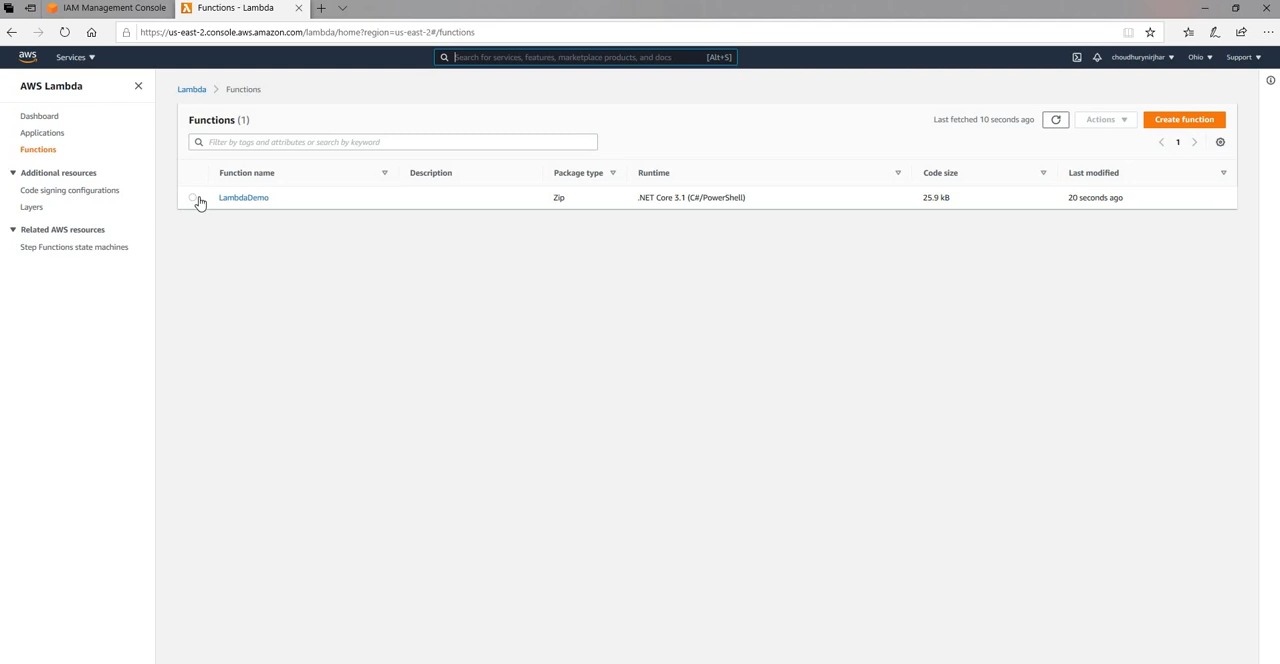 IAM Management Console
Functions - Lambda
https://us-east-2.console.aws.amazon.com/lambda/home?region=us-east-2#/functions
aws
Services
Search for services, features, marketplace products, and docs
[Alt+S]
choudhurynirjhar
Ohio
Support
AWS Lambda
Dashboard
Applications
Functions
Additional resources
Code signing configurations
Layers
Related AWS resources
Step Functions state machines
Lambda
Functions
Functions (1)
Last fetched 10 seconds ago
Actions
Create function
Filter by tags and attributes or search by keyword
1
Function name
Description
Package type
Runtime
Code size
Last modified
LambdaDemo
Zip
.NET Core 3.1 (C#/PowerShell)
25.9 kB
20 seconds ago